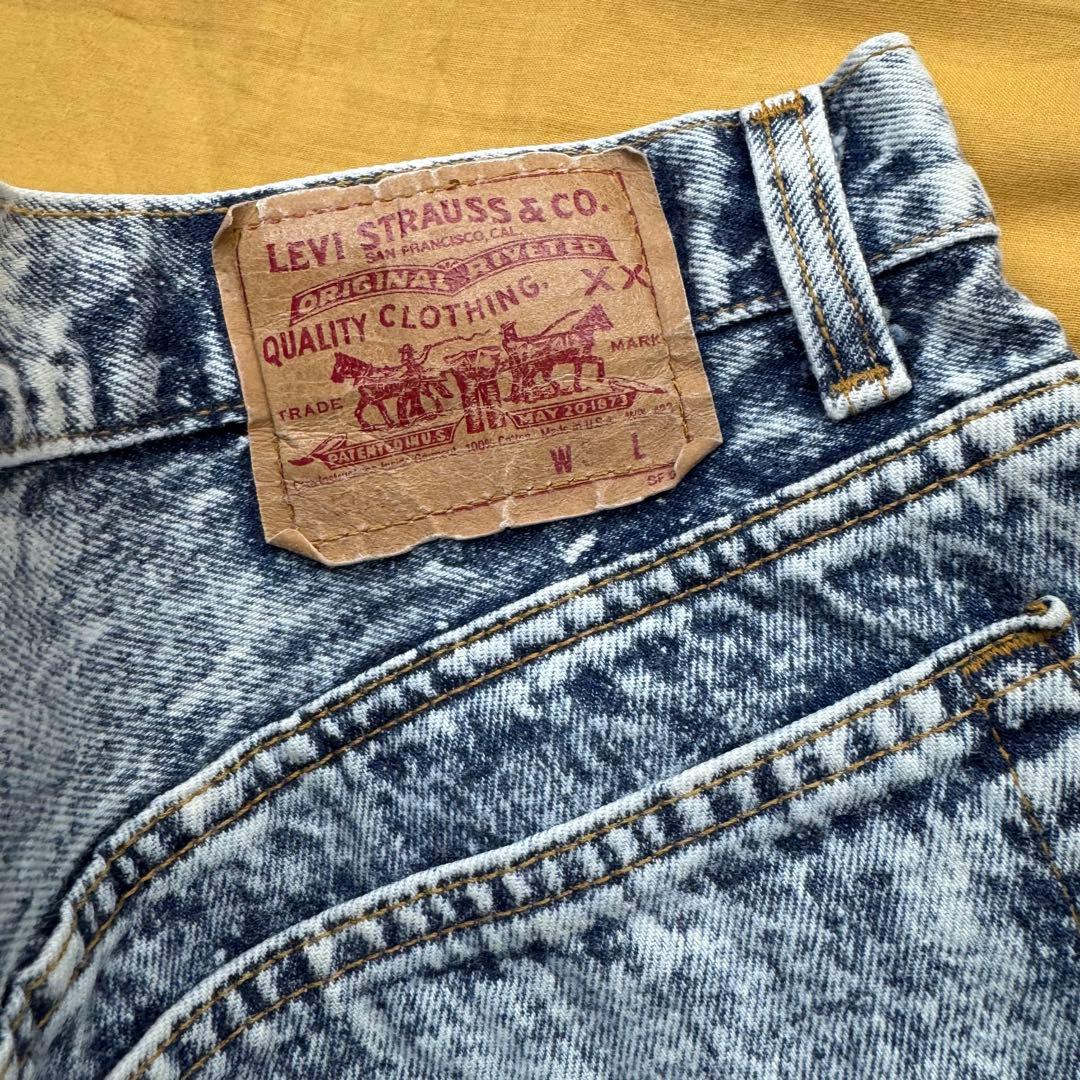 LEVI STRAUSS & CO.
SAN FRANCISCO, CAL.
ORIGINAL RIVETED
QUALITY CLOTHING. XX
TRADE MARK
PATENTED IN U.S. MAY 20 1873
100% Cotton Made in U.S.A.
W L